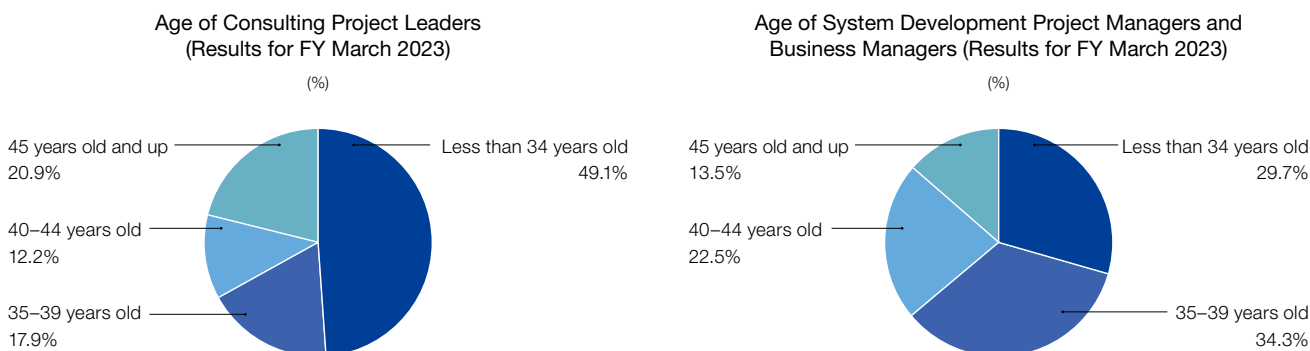 Age of Consulting Project Leaders
(Results for FY March 2023)
(%)
45 years old and up
20.9%
Less than 34 years old
49.1%
40–44 years old
12.2%
35–39 years old
17.9%
Age of System Development Project Managers and
Business Managers (Results for FY March 2023)
(%)
45 years old and up
13.5%
Less than 34 years old
29.7%
40–44 years old
22.5%
35–39 years old
34.3%